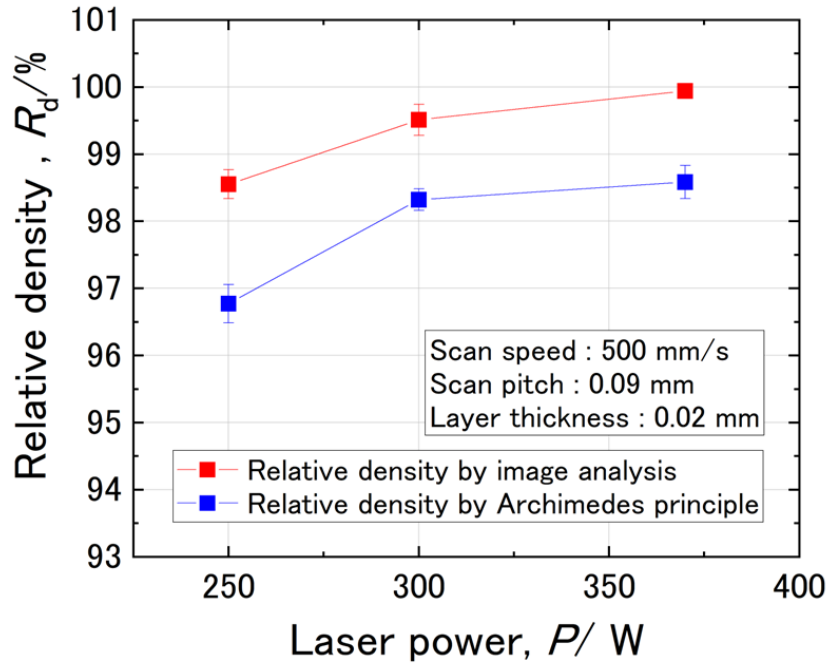 101
100
99
98
97
96
95
94
93
Relative density , R_d/%
Scan speed : 500 mm/s
Scan pitch : 0.09 mm
Layer thickness : 0.02 mm
Relative density by image analysis
Relative density by Archimedes principle
250
300
350
400
Laser power, P/ W